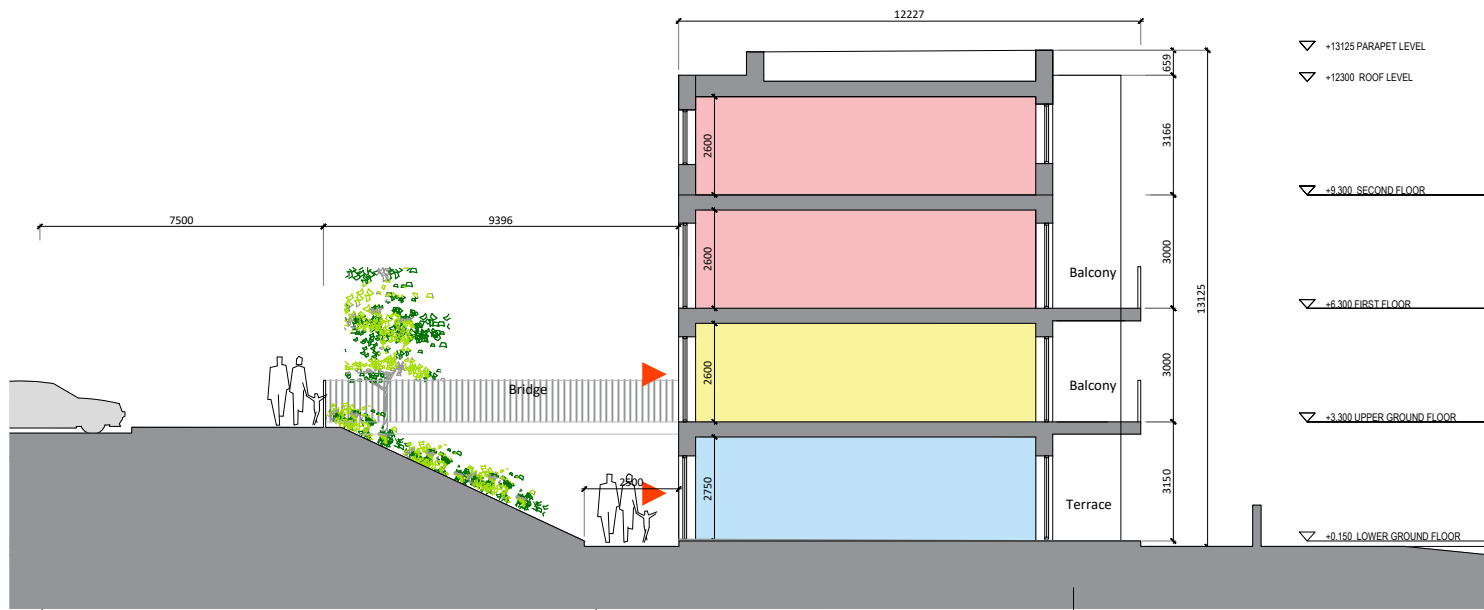 12227
+13125 PARAPET LEVEL
659
+12300 ROOF LEVEL
2600
3166
+9.300 SECOND FLOOR
7500
9396
2600
Balcony
3000
13125
+6.300 FIRST FLOOR
Bridge
2600
Balcony
3000
+3.300 UPPER GROUND FLOOR
2500
2750
Terrace
3150
+0.150 LOWER GROUND FLOOR